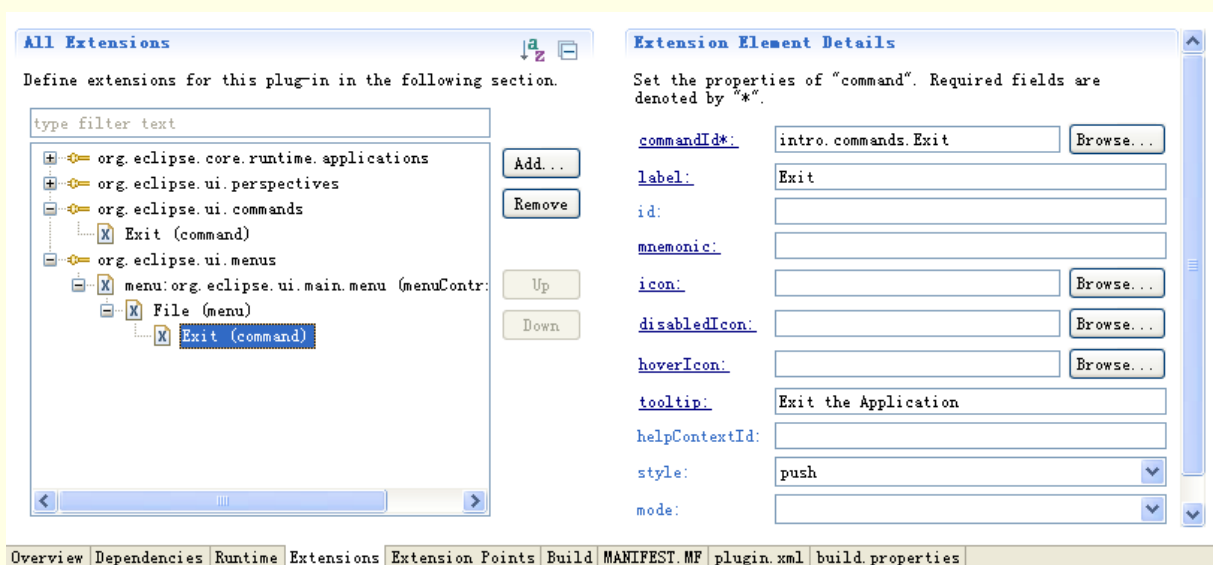 All Extensions
Define extensions for this plug-in in the following section.
type filter text
org.eclipse.core.runtime.applications
org.eclipse.ui.perspectives
org.eclipse.ui.commands
Exit (command)
org.eclipse.ui.menus
menu:org.eclipse.ui.main.menu (menuContr:
File (menu)
Exit (command)
Add...
Remove
Up
Down
Extension Element Details
Set the properties of "command". Required fields are
denoted by "*".
commandId*: intro.commands.Exit Browse...
label: Exit
id:
mnemonic:
icon: Browse...
disabledIcon: Browse...
hoverIcon: Browse...
tooltip: Exit the Application
helpContextId:
style: push
mode:
Overview Dependencies Runtime Extensions Extension Points Build MANIFEST.MF plugin.xml build.properties